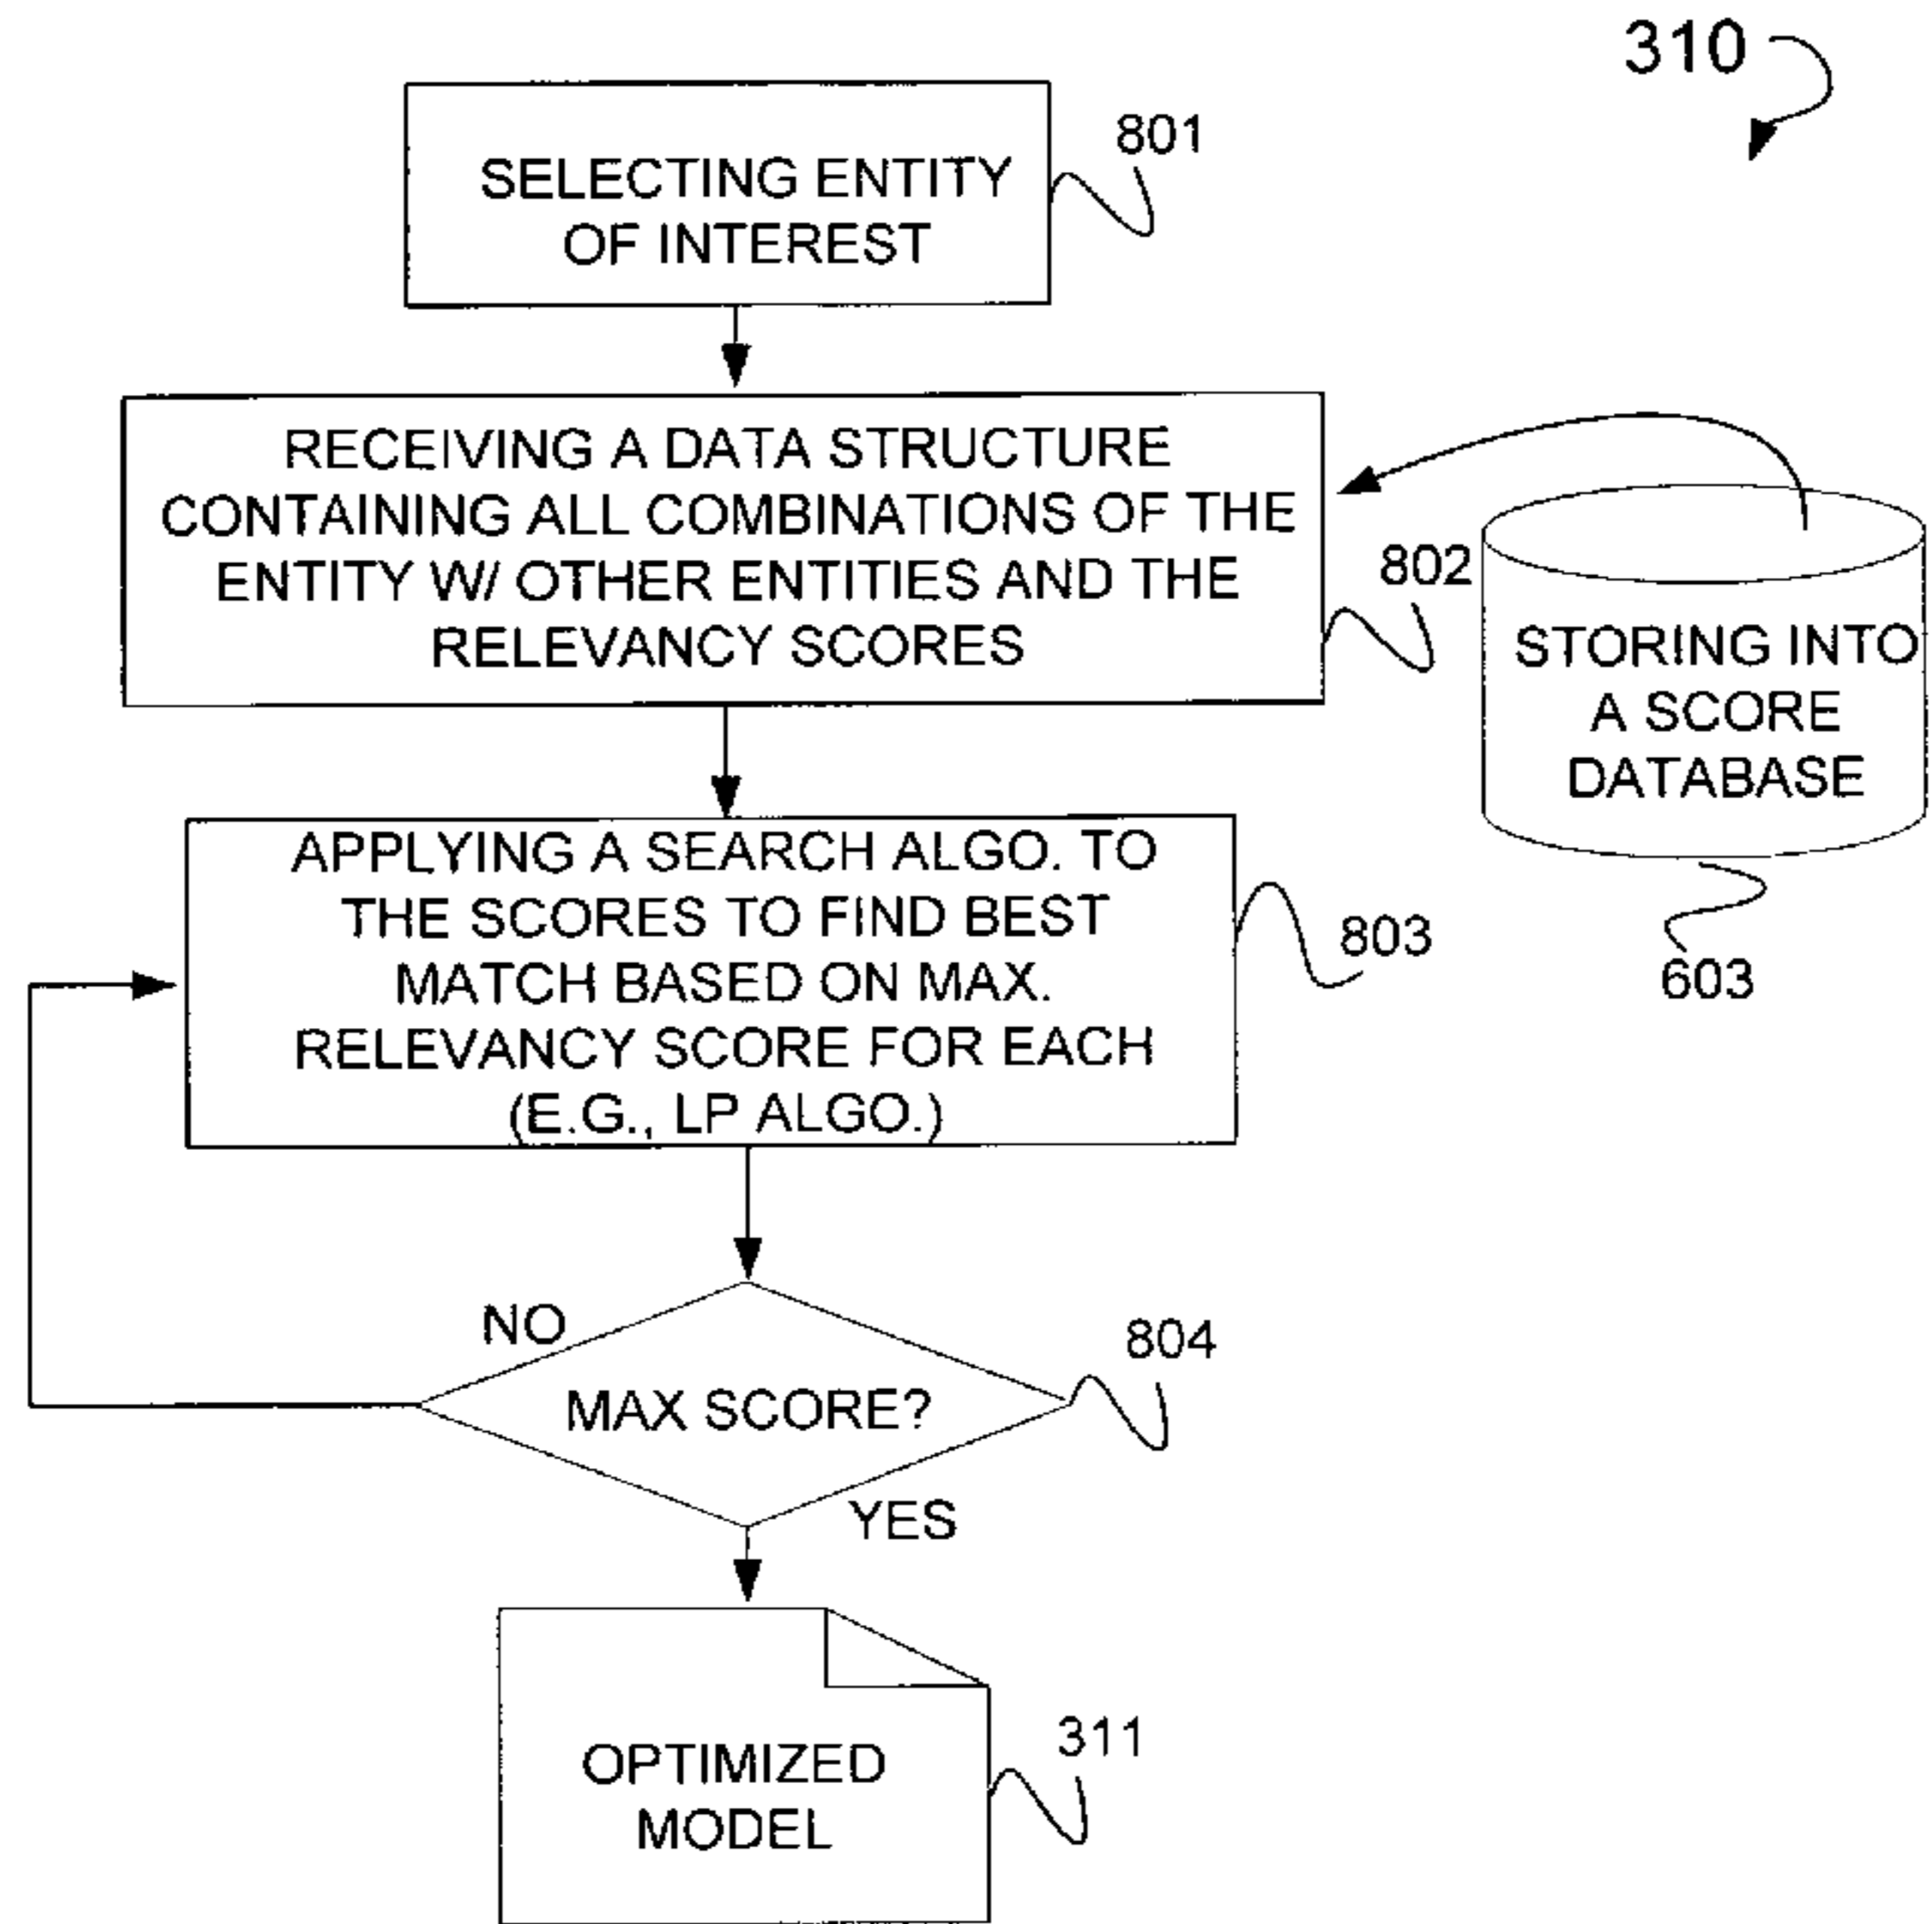 310
801
SELECTING ENTITY
OF INTEREST
RECEIVING A DATA STRUCTURE
CONTAINING ALL COMBINATIONS OF THE
ENTITY W/ OTHER ENTITIES AND THE
RELEVANCY SCORES
802
STORING INTO
A SCORE
DATABASE
603
APPLYING A SEARCH ALGO. TO
THE SCORES TO FIND BEST
MATCH BASED ON MAX.
RELEVANCY SCORE FOR EACH
(E.G., LP ALGO.)
803
NO
804
MAX SCORE?
YES
311
OPTIMIZED
MODEL